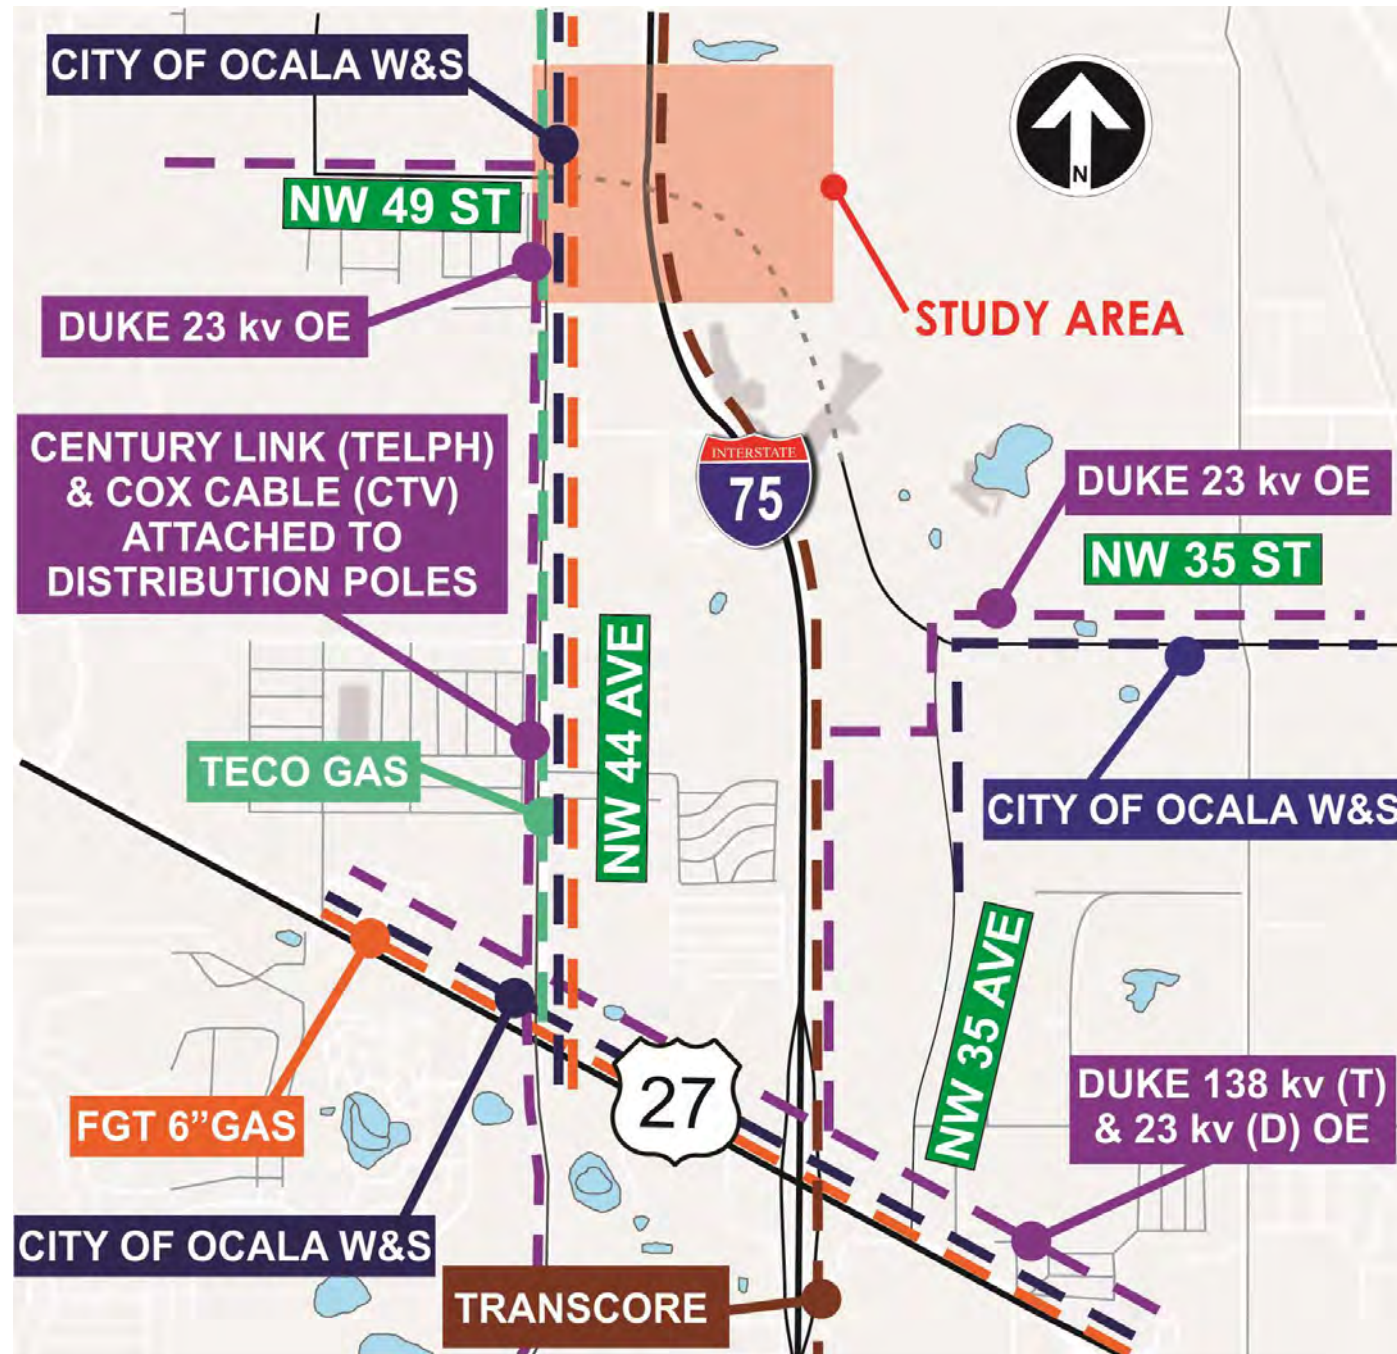 CITY OF OCALA W&S
N
NW 49 ST
DUKE 23 kv OE
STUDY AREA
CENTURY LINK (TELPH)
& COX CABLE (CTV)
ATTACHED TO
DISTRIBUTION POLES
INTERSTATE
75
DUKE 23 kv OE
NW 35 ST
NW 44 AVE
TECO GAS
CITY OF OCALA W&S
NW 35 AVE
27
DUKE 138 kv (T)
& 23 kv (D) OE
FGT 6”GAS
CITY OF OCALA W&S
TRANSCORE